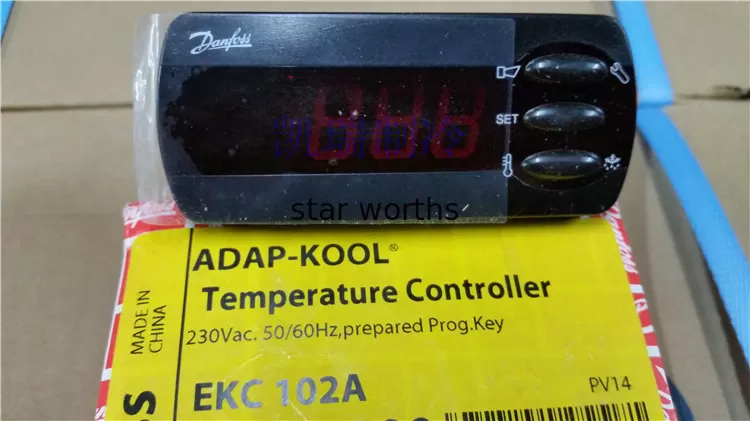 Danfoss
SET
star worths
ADAP-KOOL®
Temperature Controller
230Vac. 50/60Hz,prepared Prog.Key
MADE IN
CHINA
EKC 102A
PV14